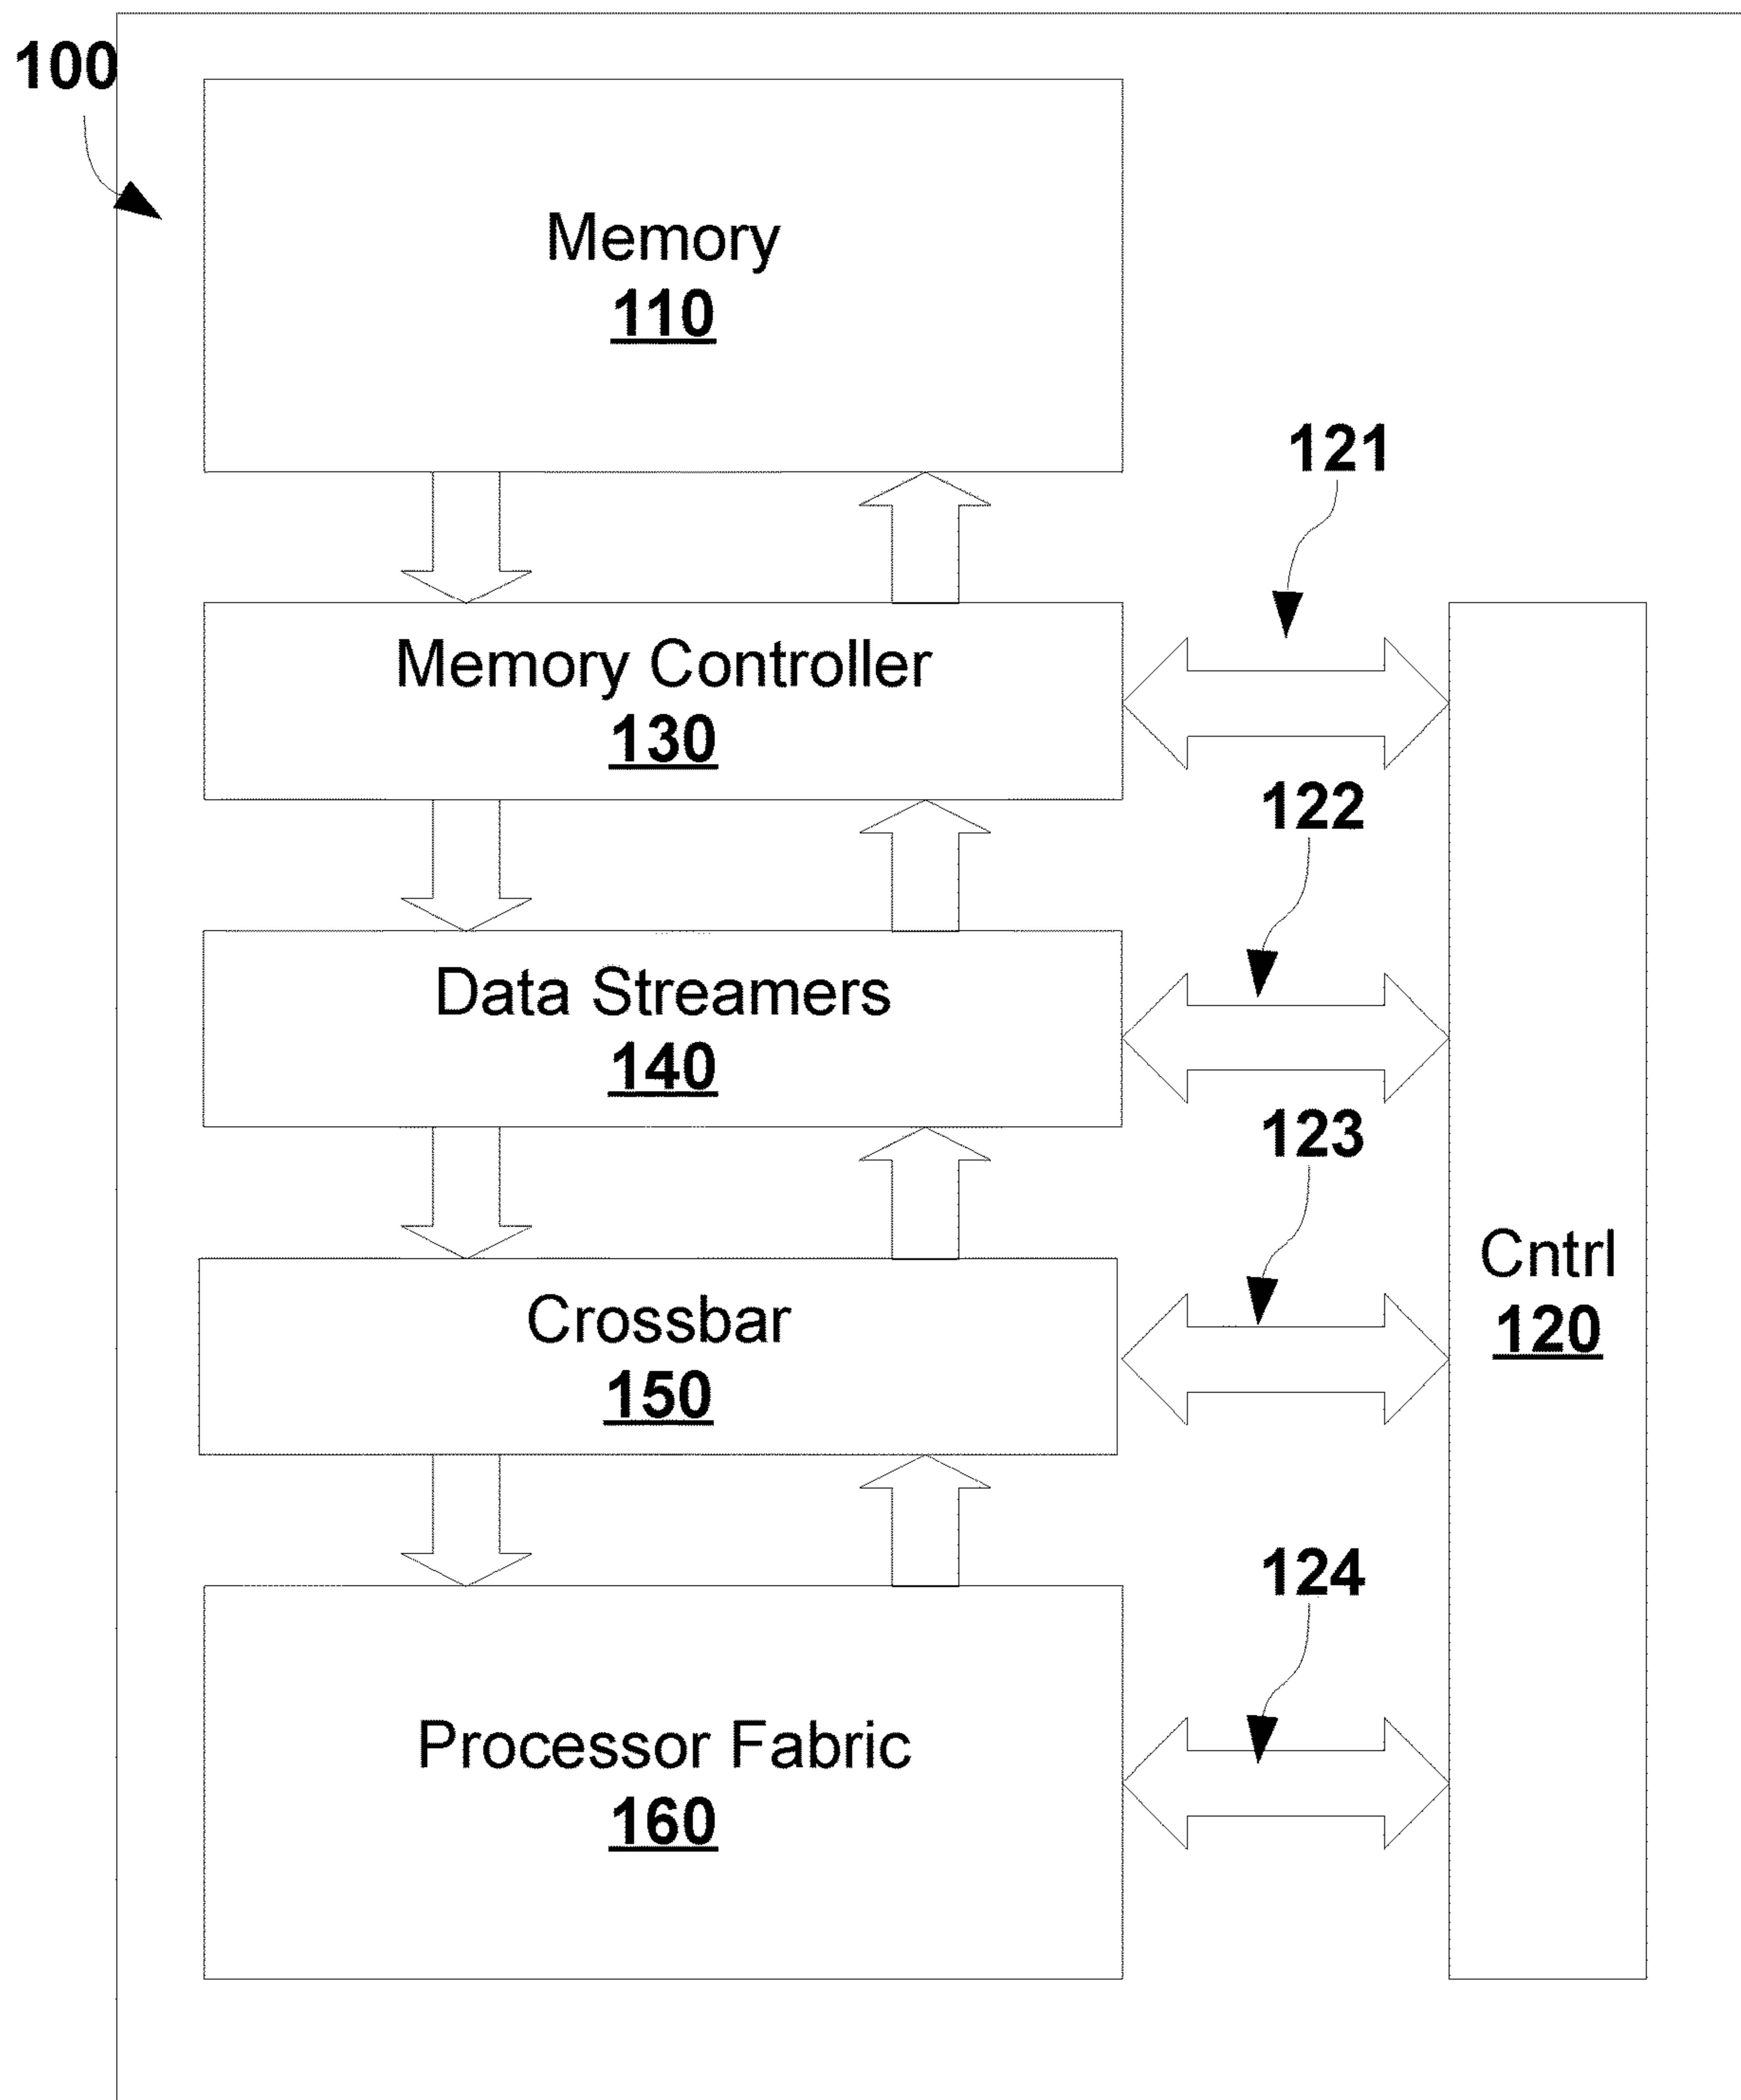 100
Memory
110
121
Memory Controller
130
122
Data Streamers
140
123
Cntrl
120
Crossbar
150
124
Processor Fabric
160